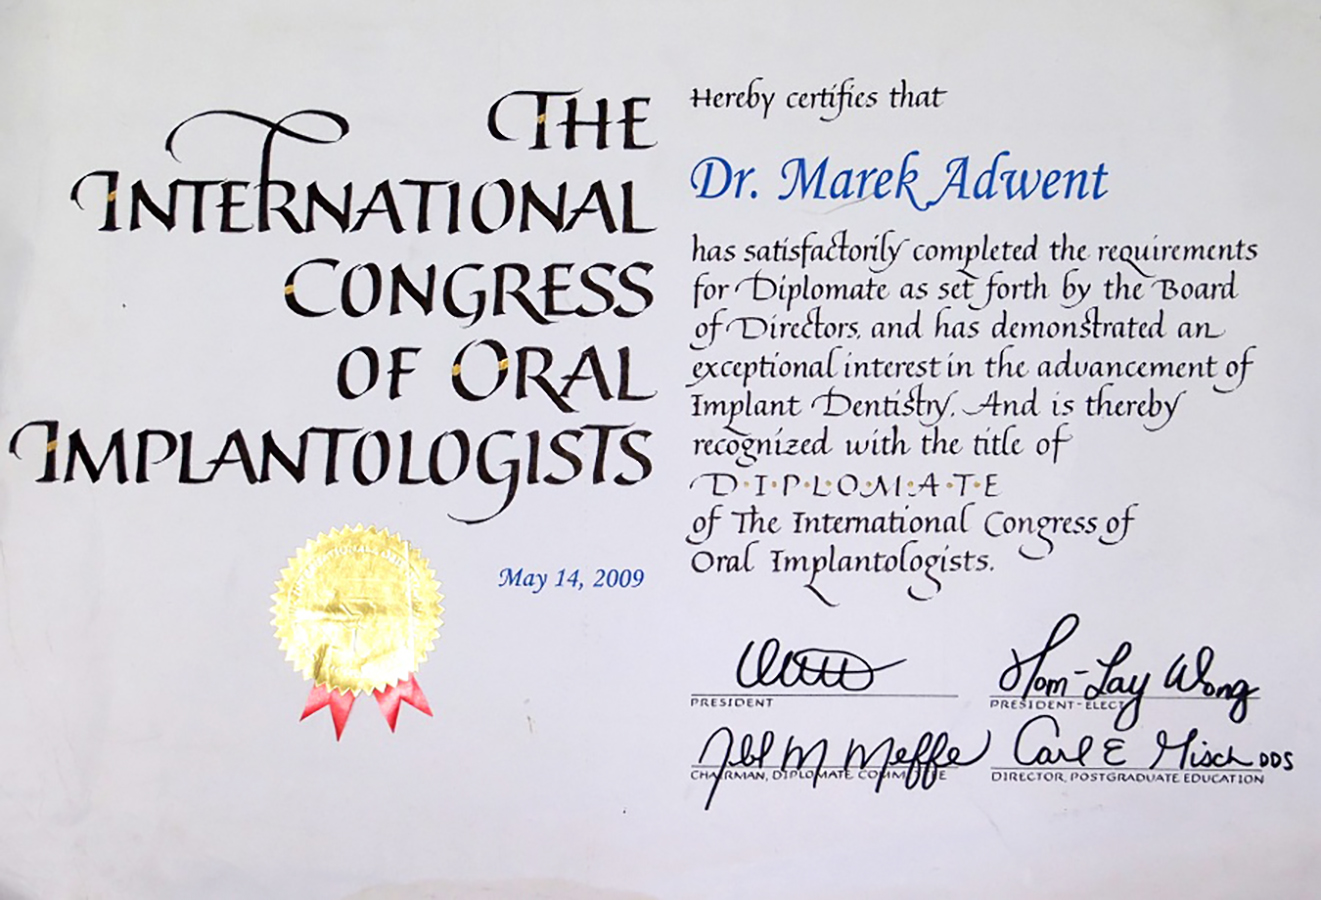 THE
INTERNATIONAL
CONGRESS
OF ORAL
IMPLANTOLOGISTS
May 14, 2009
Hereby certifies that
Dr. Marek Adwent
has satisfactorily completed the requirements
for Diplomate as set forth by the Board
of Directors, and has demonstrated an
exceptional interest in the advancement of
Implant Dentistry. And is thereby
recognized with the title of
D·I·P·L·O·M·A·T·E
of The International Congress of
Oral Implantologists.
PRESIDENT
Hom-Lay Wong
PRESIDENT-ELECT
M Meffe
CHAIRMAN, DIPLOMATE COMMITTEE
Carl E Misch DDS
DIRECTOR, POSTGRADUATE EDUCATION